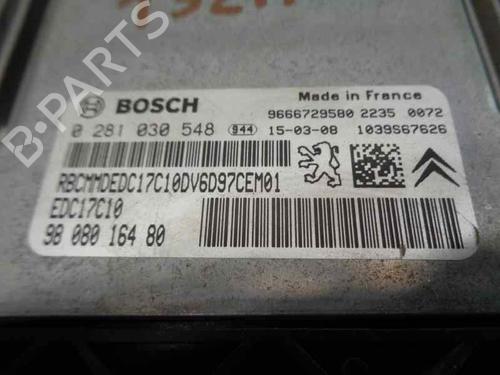 Made in France
BOSCH
9666729580 2235 0072
0 281 030 548 944 15-03-08 1039S67626
RBCMMDEDC17C10DV6D97CEM01
EDC17C10
98 080 164 80
B-PARTS